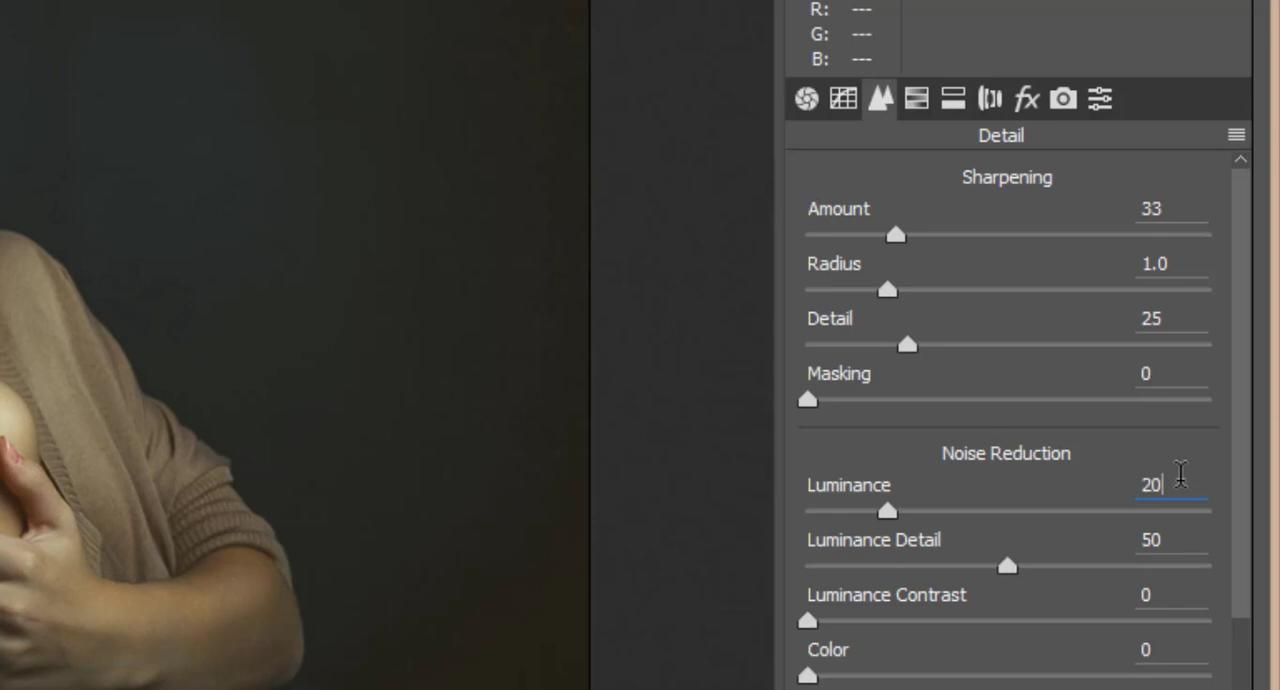 R: ---
G: ---
B: ---
fx
Detail
Sharpening
Amount 33
Radius 1.0
Detail 25
Masking 0
Noise Reduction
Luminance 20
Luminance Detail 50
Luminance Contrast 0
Color 0